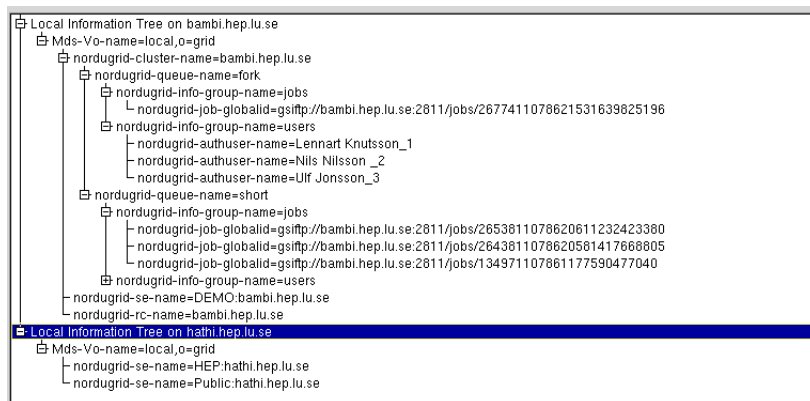 Local Information Tree on bambi.hep.lu.se
Mds-Vo-name=local,o=grid
nordugrid-cluster-name=bambi.hep.lu.se
nordugrid-queue-name=fork
nordugrid-info-group-name=jobs
nordugrid-job-globalid=gsiftp://bambi.hep.lu.se:2811/jobs/2677411078621531639825196
nordugrid-info-group-name=users
nordugrid-authuser-name=Lennart Knutsson_1
nordugrid-authuser-name=Nils Nilsson _2
nordugrid-authuser-name=Ulf Jonsson_3
nordugrid-queue-name=short
nordugrid-info-group-name=jobs
nordugrid-job-globalid=gsiftp://bambi.hep.lu.se:2811/jobs/2653811078620611232423380
nordugrid-job-globalid=gsiftp://bambi.hep.lu.se:2811/jobs/2643811078620581417668805
nordugrid-job-globalid=gsiftp://bambi.hep.lu.se:2811/jobs/134971107861177590477040
nordugrid-info-group-name=users
nordugrid-se-name=DEMO:bambi.hep.lu.se
nordugrid-rc-name=bambi.hep.lu.se
Local Information Tree on hathi.hep.lu.se
Mds-Vo-name=local,o=grid
nordugrid-se-name=HEP:hathi.hep.lu.se
nordugrid-se-name=Public:hathi.hep.lu.se